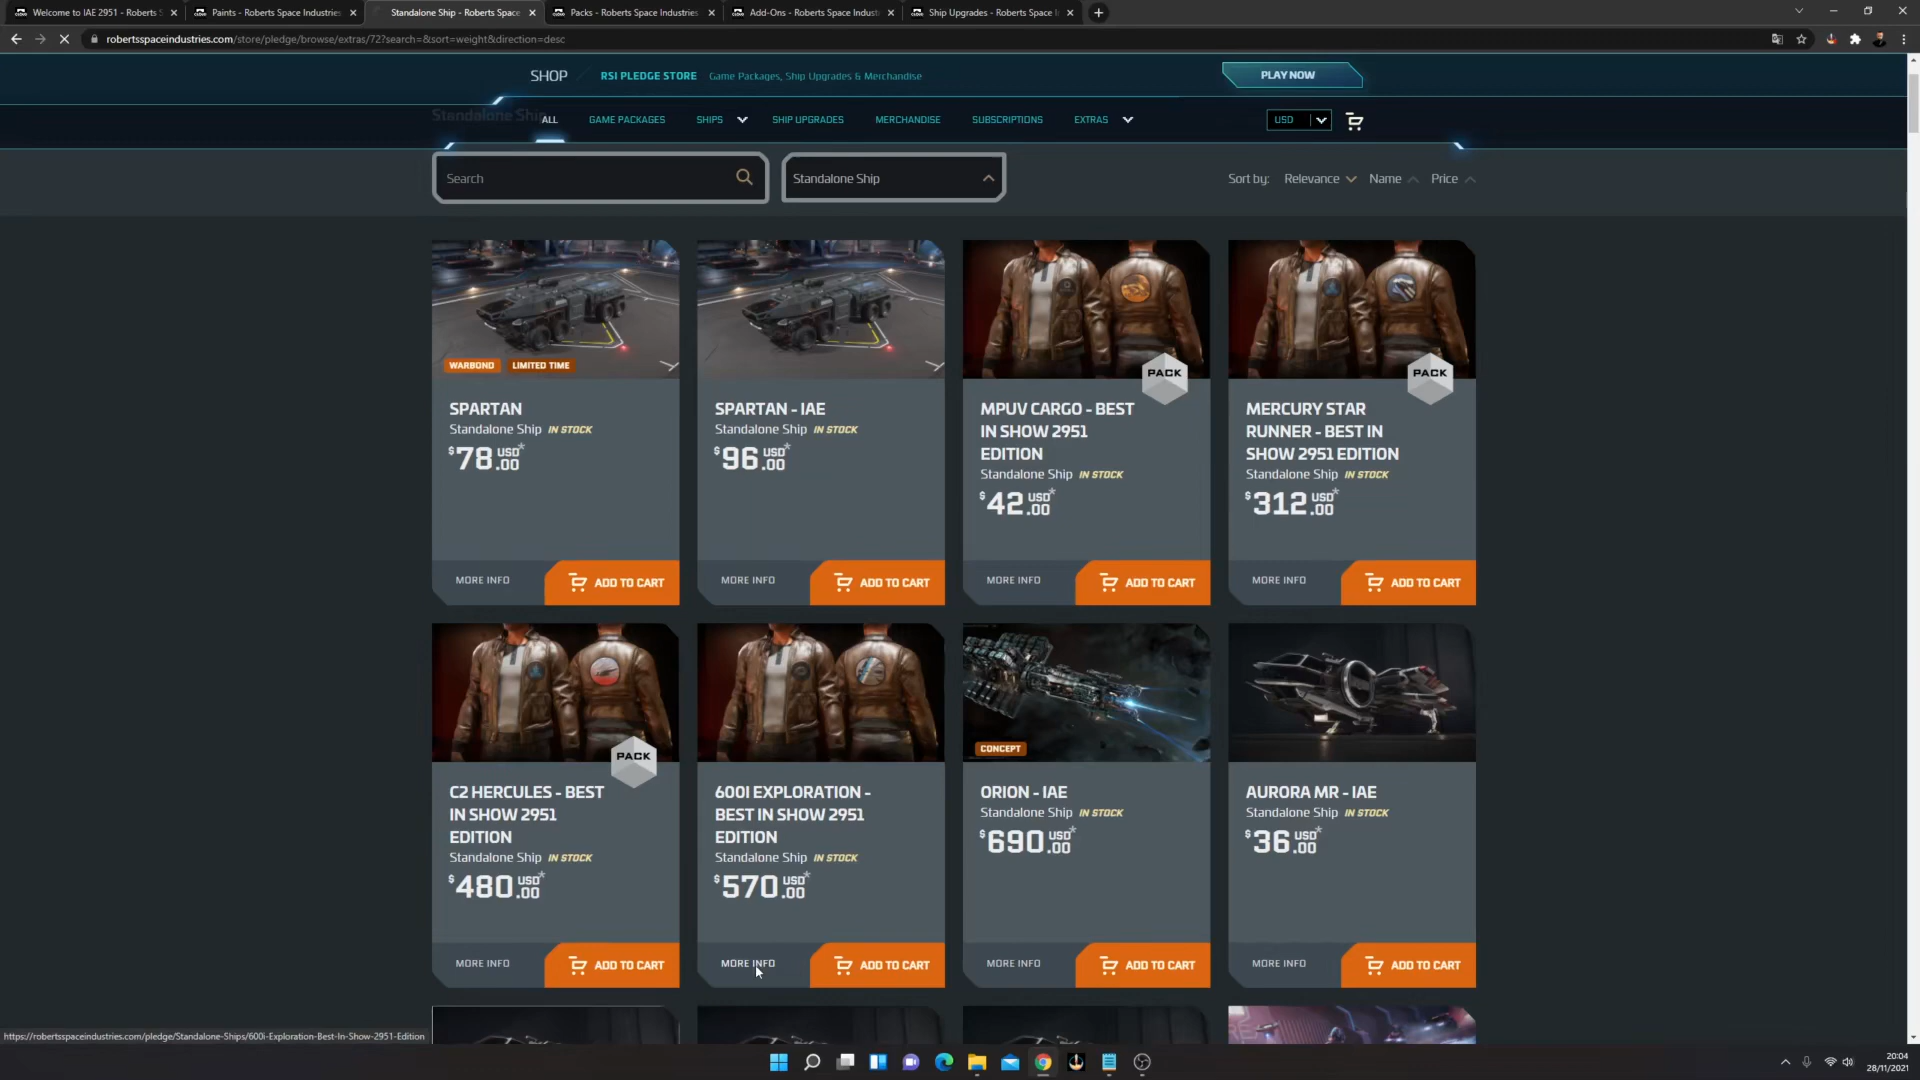 Welcome to IAE 2951 - Roberts S
Paints - Roberts Space Industries
Standalone Ship - Roberts Space
Packs - Roberts Space Industries
Add-Ons - Roberts Space Indust
Ship Upgrades - Roberts Space I
robertsspaceindustries.com/store/pledge/browse/extras/72?search=&sort=weight&direction=desc
SHOP
RSI PLEDGE STORE
Game Packages, Ship Upgrades & Merchandise
PLAY NOW
Standalone Ship
ALL
GAME PACKAGES
SHIPS
SHIP UPGRADES
MERCHANDISE
SUBSCRIPTIONS
EXTRAS
USD
Search
Standalone Ship
Sort by: Relevance Name Price
WARBOND
LIMITED TIME
SPARTAN
Standalone Ship IN STOCK
$78.00 USD*
MORE INFO
ADD TO CART
SPARTAN - IAE
Standalone Ship IN STOCK
$96.00 USD*
MORE INFO
ADD TO CART
PACK
MPUV CARGO - BEST
IN SHOW 2951
EDITION
Standalone Ship IN STOCK
$42.00 USD*
MORE INFO
ADD TO CART
PACK
MERCURY STAR
RUNNER - BEST IN
SHOW 2951 EDITION
Standalone Ship IN STOCK
$312.00 USD*
MORE INFO
ADD TO CART
PACK
C2 HERCULES - BEST
IN SHOW 2951
EDITION
Standalone Ship IN STOCK
$480.00 USD*
MORE INFO
ADD TO CART
600I EXPLORATION -
BEST IN SHOW 2951
EDITION
Standalone Ship IN STOCK
$570.00 USD*
MORE INFO
ADD TO CART
CONCEPT
ORION - IAE
Standalone Ship IN STOCK
$690.00 USD*
MORE INFO
ADD TO CART
AURORA MR - IAE
Standalone Ship IN STOCK
$36.00 USD*
MORE INFO
ADD TO CART
https://robertsspaceindustries.com/pledge/Standalone-Ships/600i-Exploration-Best-In-Show-2951-Edition
20:04
28/11/2021